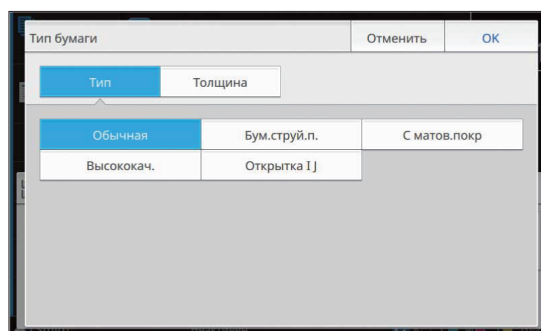 Тип бумаги Отменить OK
Тип Толщина
Обычная Бум.струй.п. С матов.покр
Высококач. Открытка I J